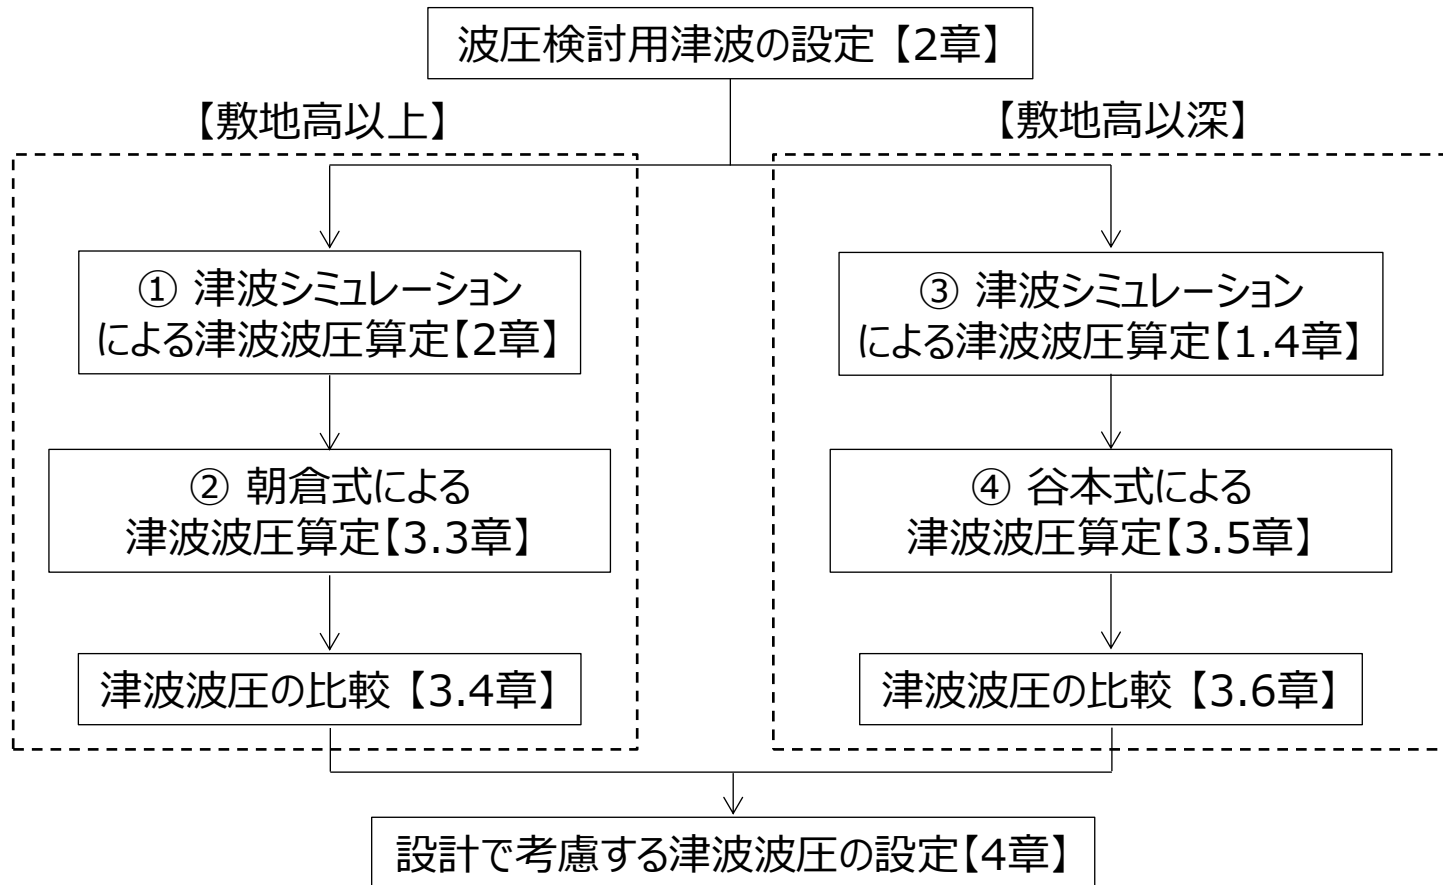 波圧検討用津波の設定【2章】
【敷地高以上】
① 津波シミュレーション
による津波波圧算定【2章】
② 朝倉式による
津波波圧算定【3.3章】
津波波圧の比較【3.4章】
【敷地高以深】
③ 津波シミュレーション
による津波波圧算定【1.4章】
④ 谷本式による
津波波圧算定【3.5章】
津波波圧の比較【3.6章】
設計で考慮する津波波圧の設定【4章】